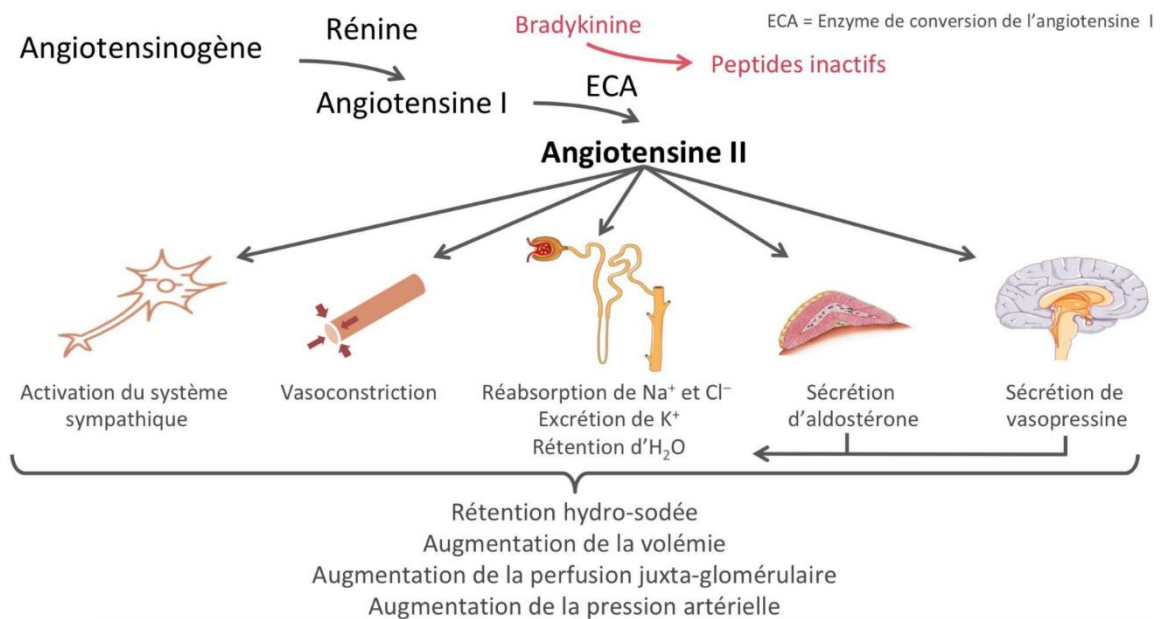 Angiotensinogène
Rénine
Bradykinine
ECA = Enzyme de conversion de l'angiotensine I
Peptides inactifs
Angiotensine I
ECA
Angiotensine II
Activation du système
sympathique
Vasoconstriction
Réabsorption de Na⁺ et Cl⁻
Excrétion de K⁺
Rétention d'H₂O
Sécrétion
d'aldostérone
Sécrétion de
vasopressine
Rétention hydro-sodée
Augmentation de la volémie
Augmentation de la perfusion juxta-glomérulaire
Augmentation de la pression artérielle